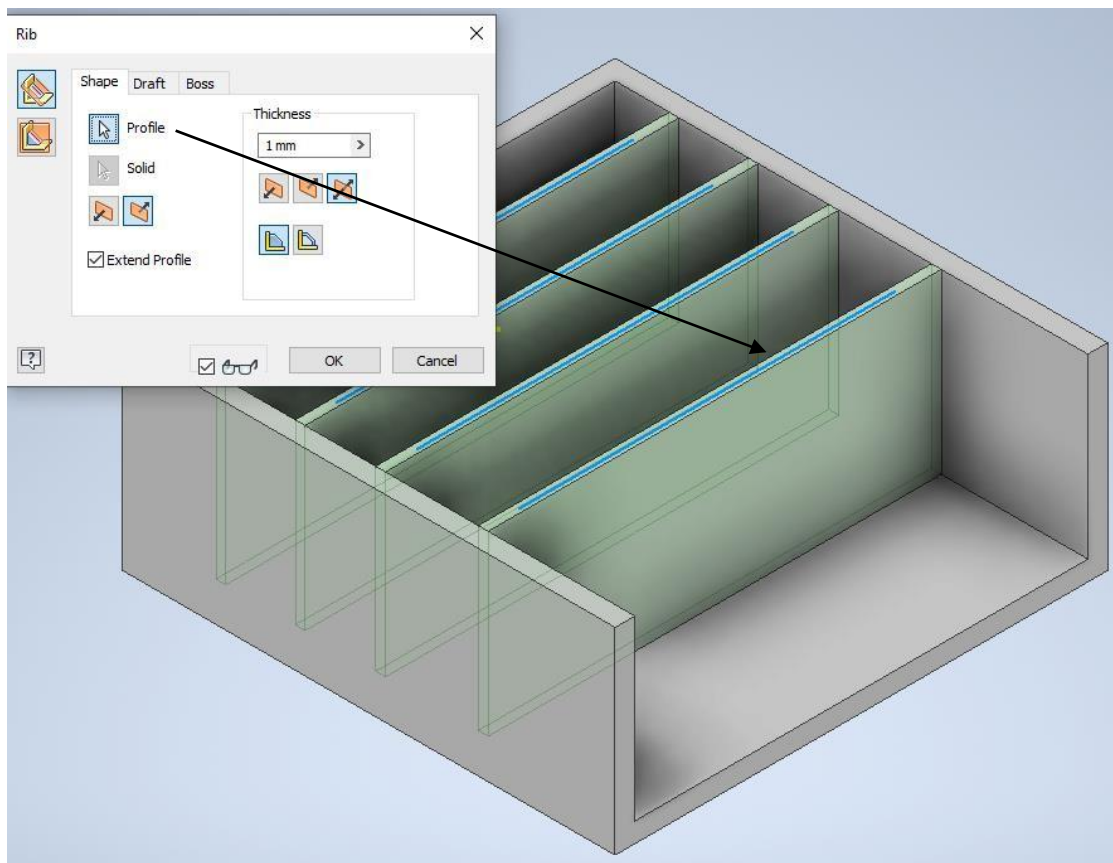 Rib
Shape Draft Boss
Profile
Solid
Extend Profile
Thickness
1 mm
OK Cancel